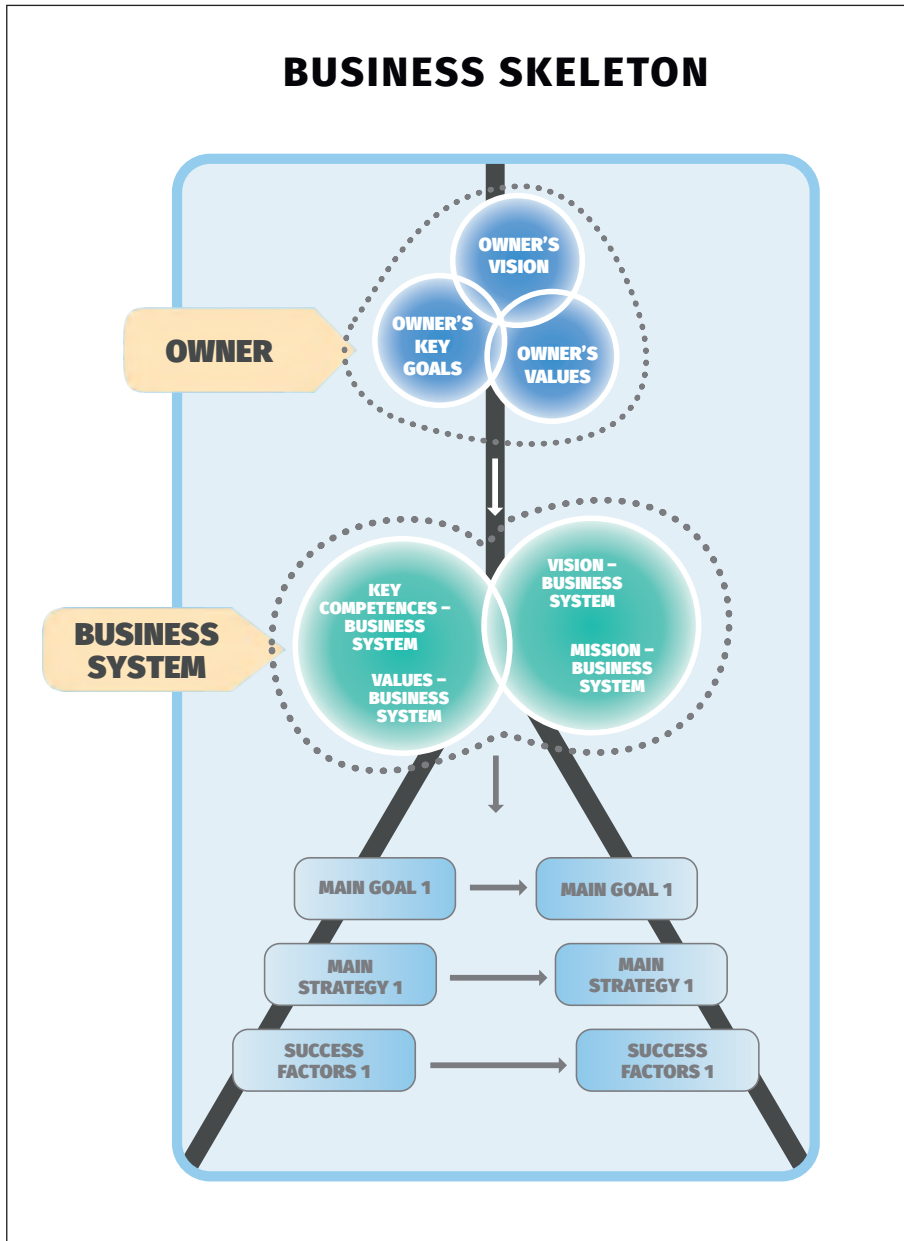 BUSINESS SKELETON
OWNER'S
VISION
OWNER'S
KEY
GOALS
OWNER'S
VALUES
OWNER
KEY
COMPETENCES –
BUSINESS
SYSTEM
VALUES –
BUSINESS
SYSTEM
VISION –
BUSINESS
SYSTEM
MISSION –
BUSINESS
SYSTEM
BUSINESS
SYSTEM
MAIN GOAL 1
MAIN GOAL 1
MAIN
STRATEGY 1
MAIN
STRATEGY 1
SUCCESS
FACTORS 1
SUCCESS
FACTORS 1